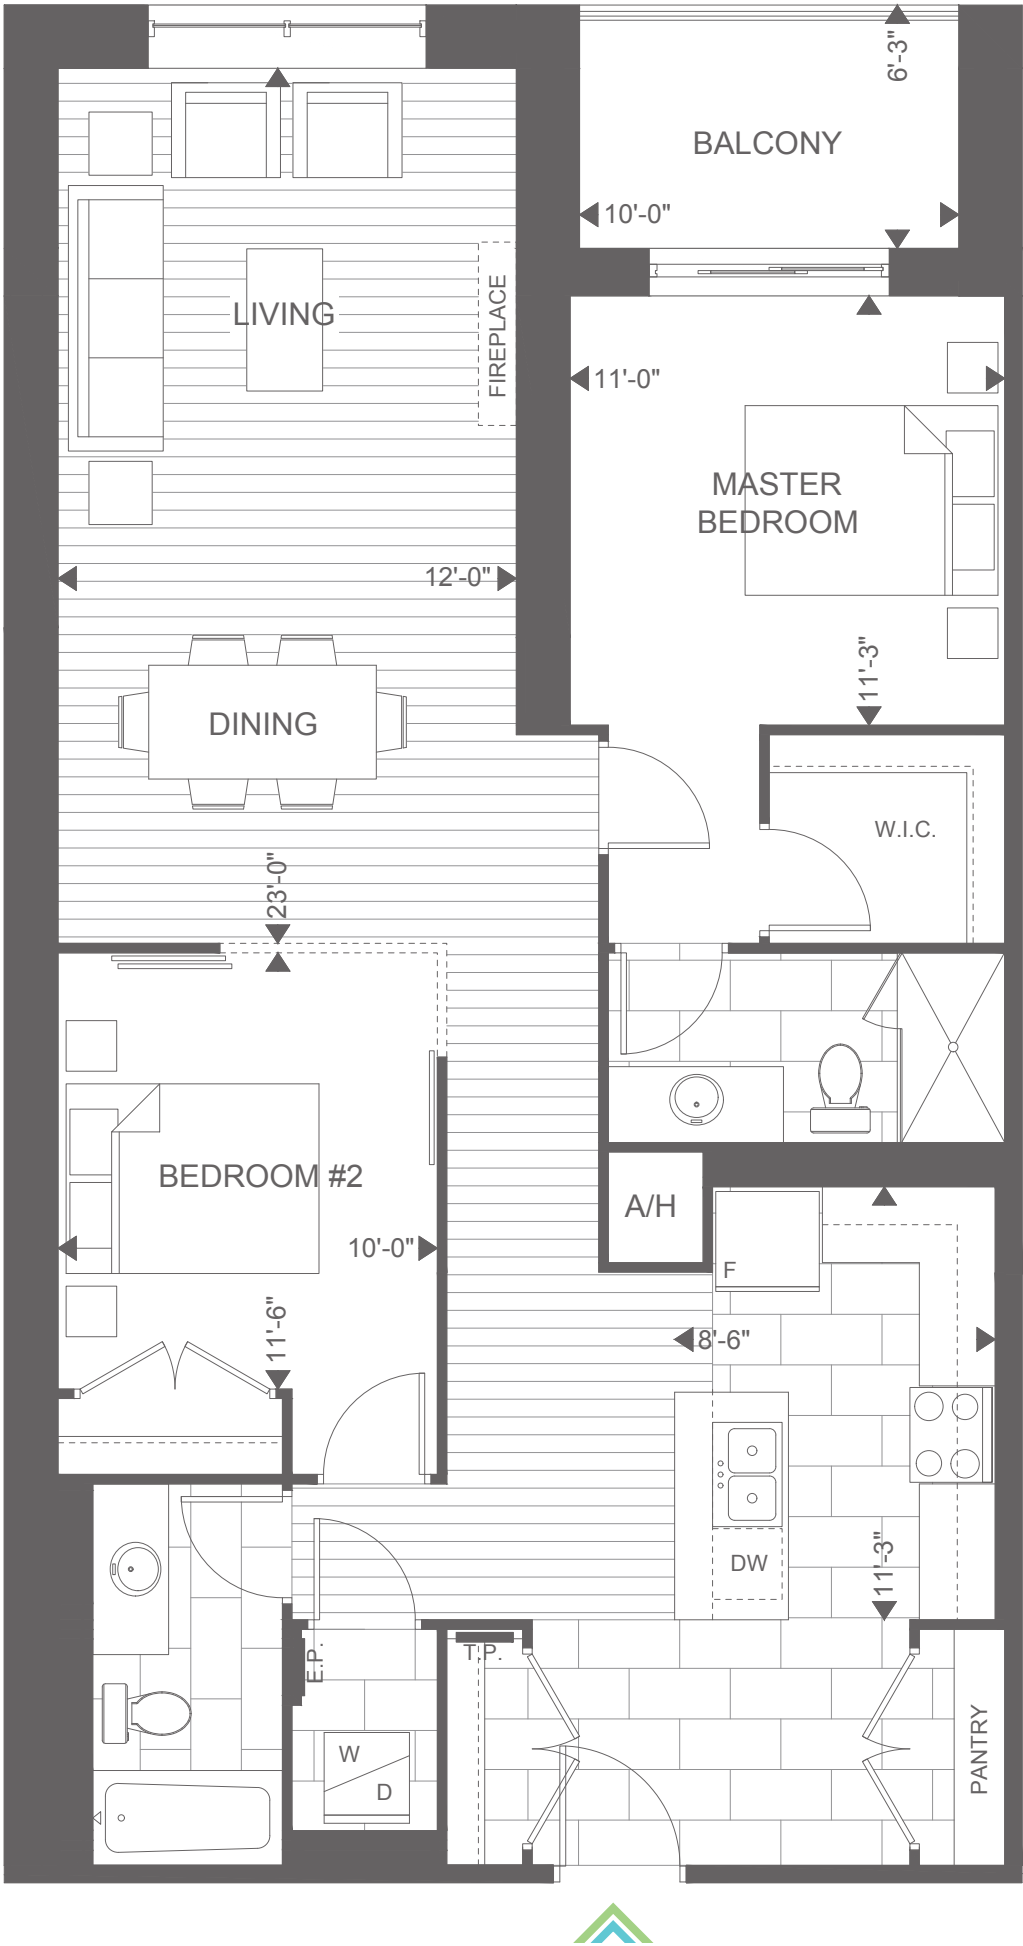 6'-3"
BALCONY
10'-0"
LIVING
FIREPLACE
11'-0"
MASTER
BEDROOM
12'-0"
11'-3"
DINING
W.I.C.
23'-0"
BEDROOM #2
A/H
10'-0"
F
11'-6"
8'-6"
DW
11'-3"
E.P.
T.P.
W
D
PANTRY